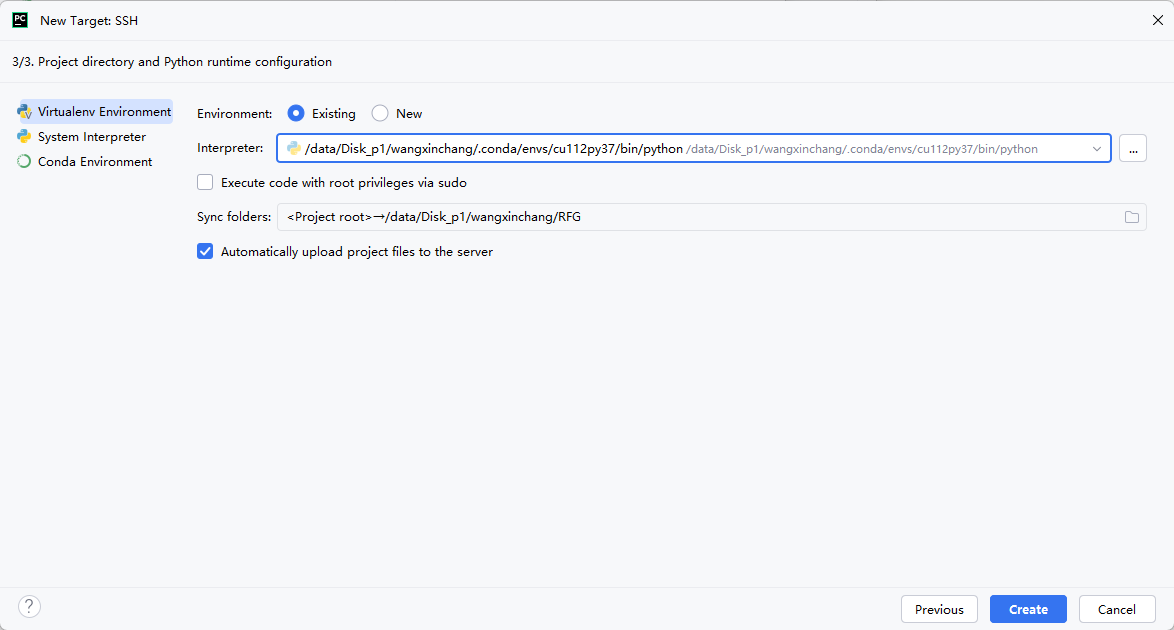 PC New Target: SSH
3/3. Project directory and Python runtime configuration
Virtualenv Environment
System Interpreter
Conda Environment
Environment: Existing New
Interpreter: /data/Disk_p1/wangxinchang/.conda/envs/cu112py37/bin/python /data/Disk_p1/wangxinchang/.conda/envs/cu112py37/bin/python ...
Execute code with root privileges via sudo
Sync folders: <Project root>→/data/Disk_p1/wangxinchang/RFG
Automatically upload project files to the server
? Previous Create Cancel